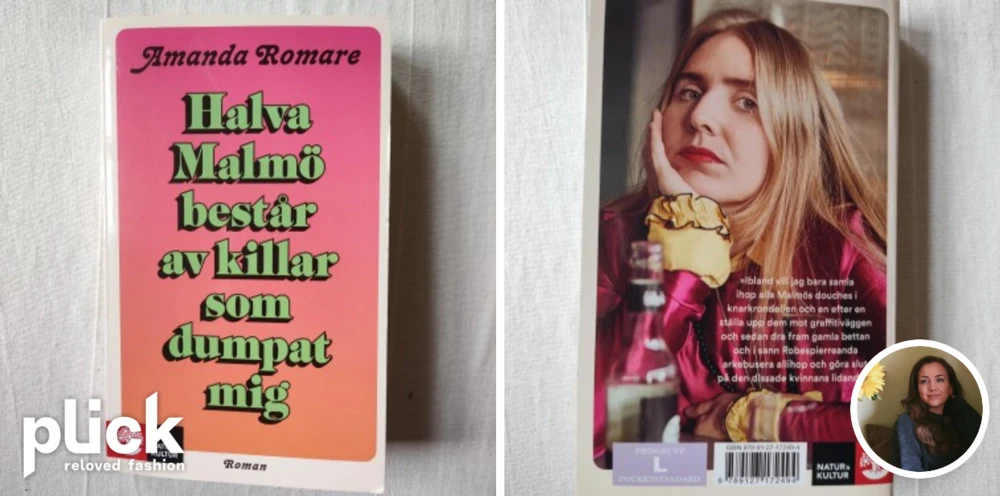 Amanda Romare
Halva
Malmö
består
av killar
som
dumpat
mig
Roman
plick
reloved fashion
KULTUR
»Ibland vill jag bara samla
ihop alla Malmös douches i
knarkrondellen och en efter en
ställa upp dem mot graffitiväggen
och sedan dra fram gamla bettan
och i sann Robespierreanda
arkebusera allihop och göra slut
på den dissade kvinnans
PRISGRUPP
L
POCKETSTANDARD
NATUR &
KULTUR